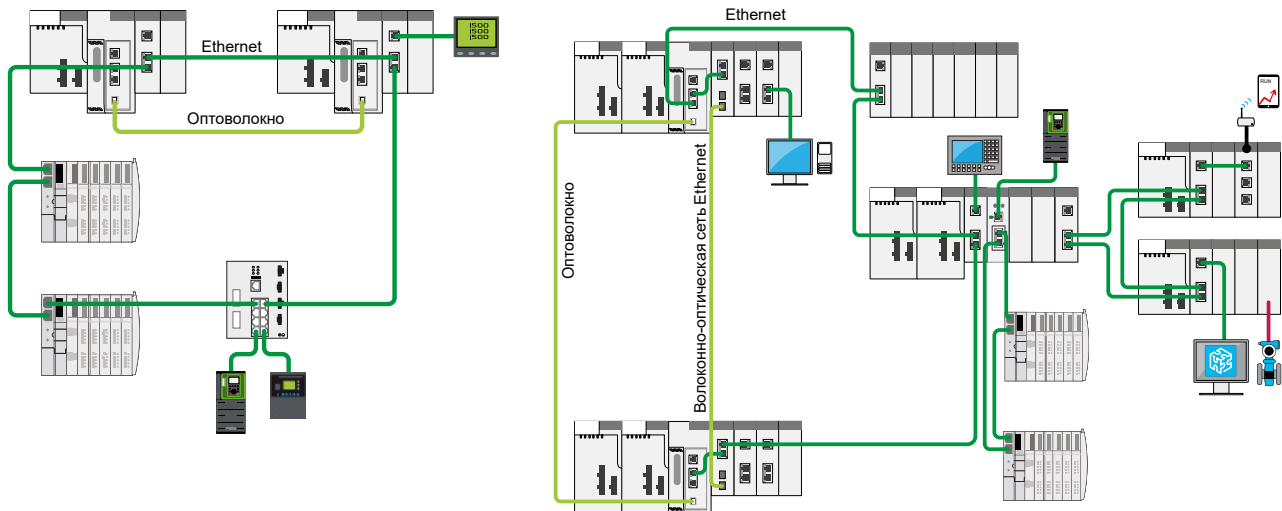 Ethernet
1500
1500
1500
Оптоволокно
Ethernet
RUN
Оптоволокно
Волоконно-оптическая сеть Ethernet